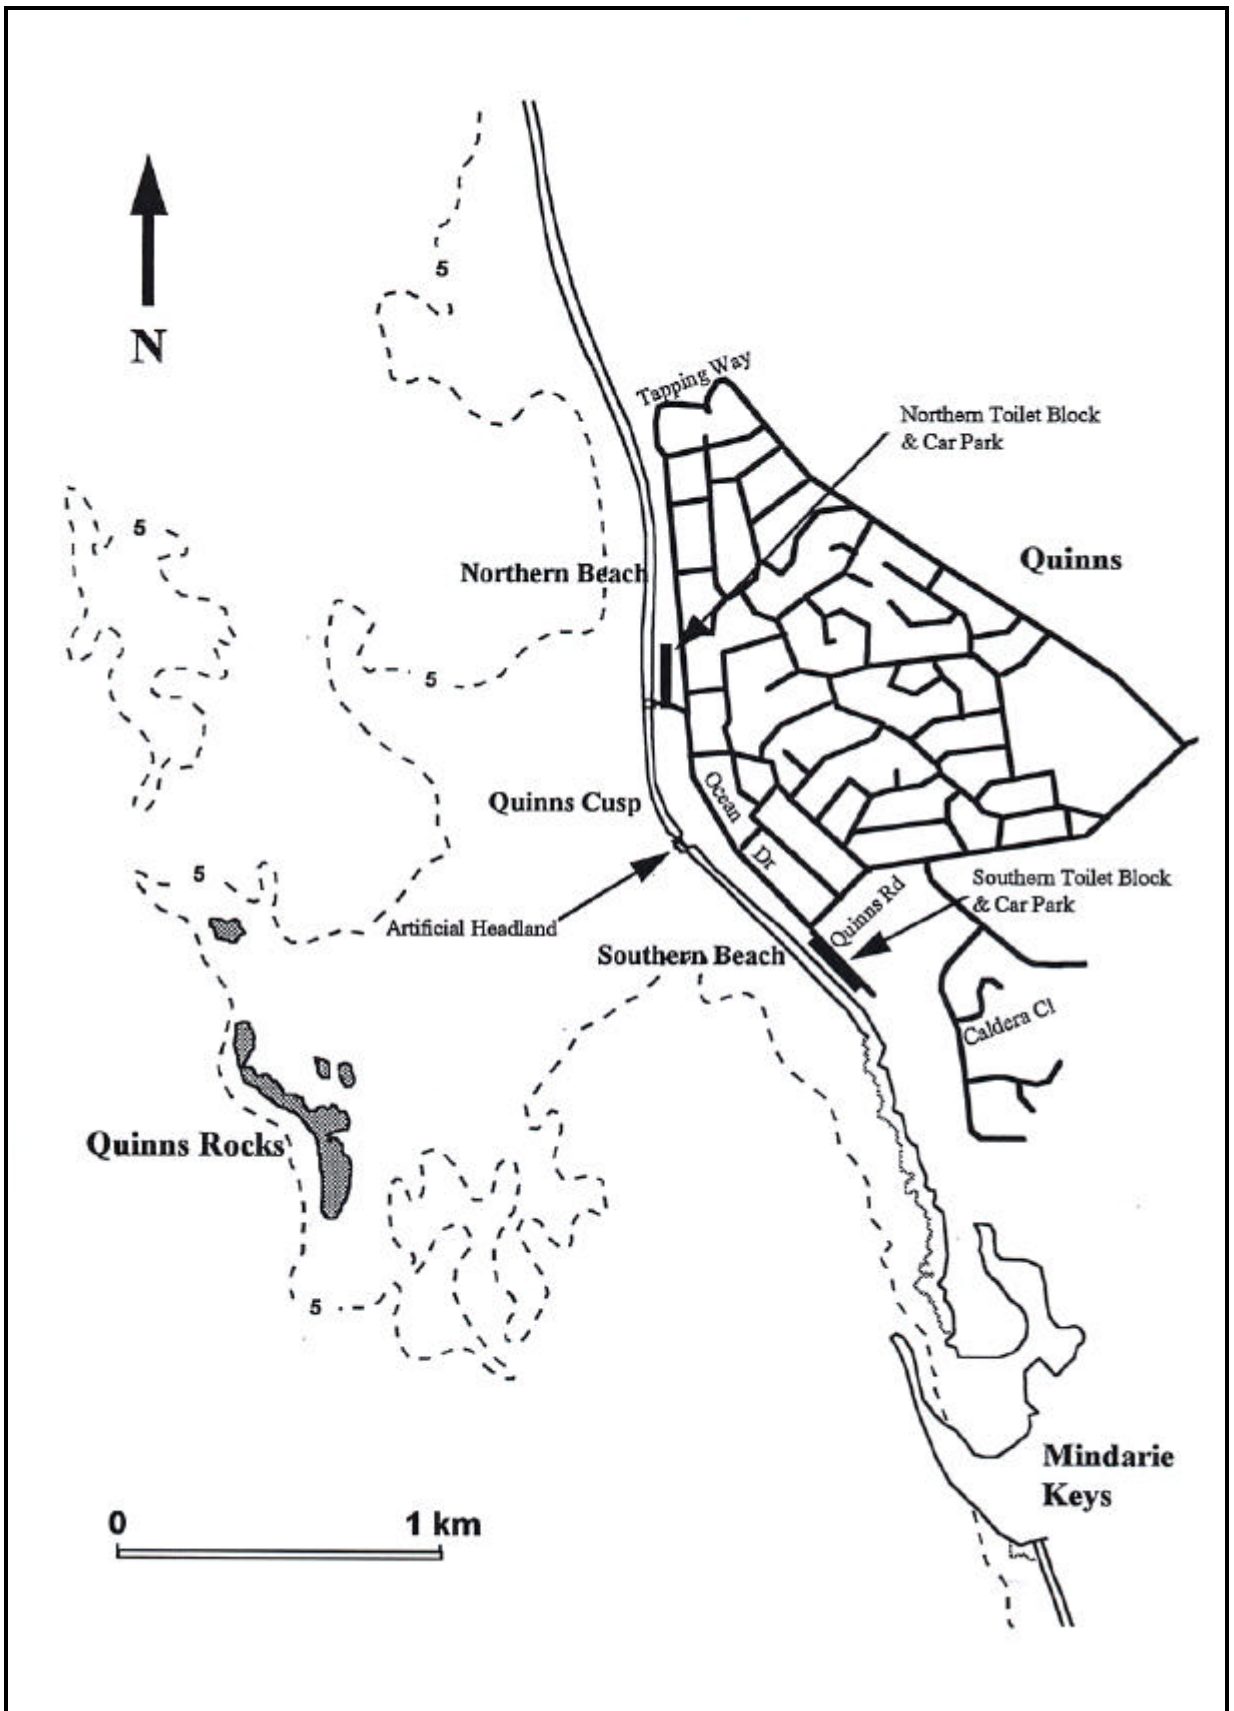 5
N
Tapping Way
Northern Toilet Block
& Car Park
5
Northern Beach
Quinns
5
Ocean
Quinns Cusp
Dr
5
Quinns Rd
Southern Toilet Block
& Car Park
Artificial Headland
Southern Beach
Caldera Cl
Quinns Rocks
5
Mindarie
Keys
0 1 km